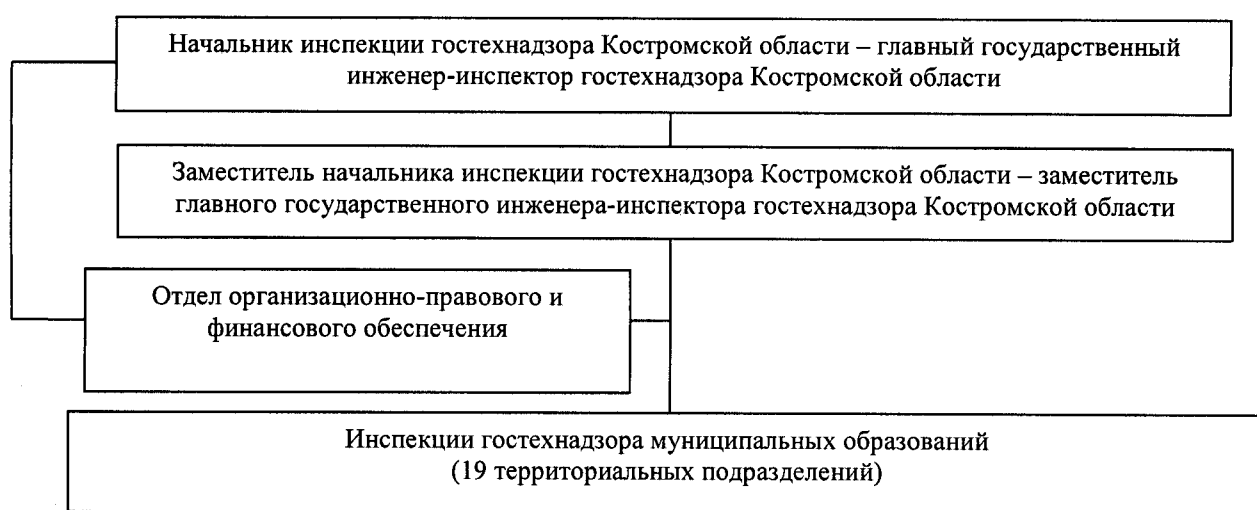 Начальник инспекции гостехнадзора Костромской области – главный государственный
инженер-инспектор гостехнадзора Костромской области
Заместитель начальника инспекции гостехнадзора Костромской области – заместитель
главного государственного инженера-инспектора гостехнадзора Костромской области
Отдел организационно-правового и
финансового обеспечения
Инспекции гостехнадзора муниципальных образований
(19 территориальных подразделений)